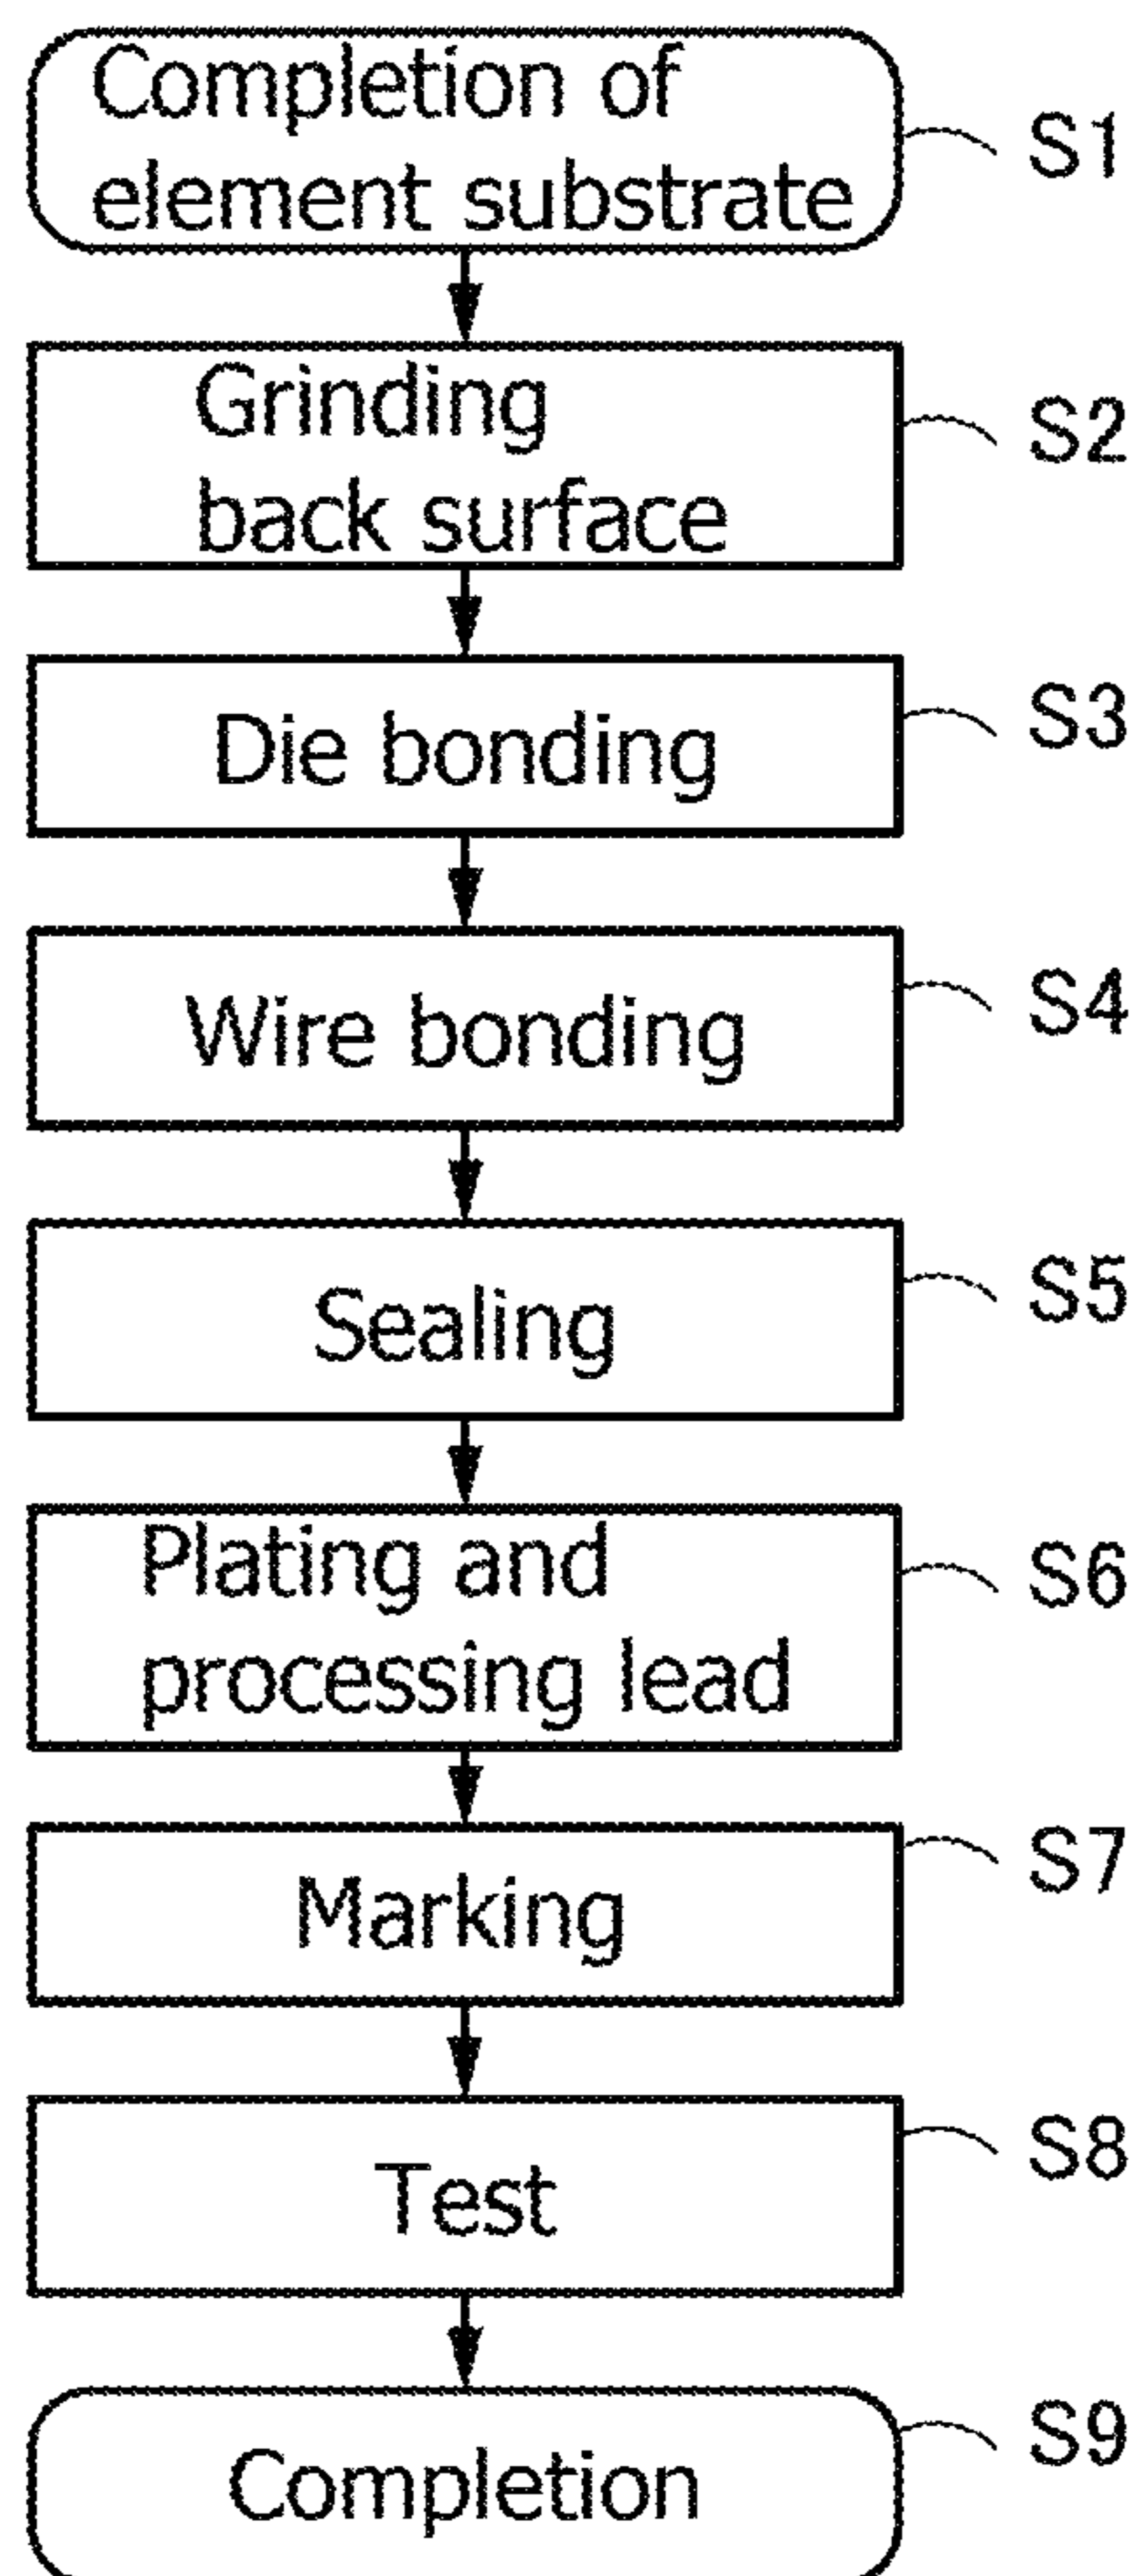 Completion of
element substrate
S1
Grinding
back surface
S2
Die bonding
S3
Wire bonding
S4
Sealing
S5
Plating and
processing lead
S6
Marking
S7
Test
S8
Completion
S9